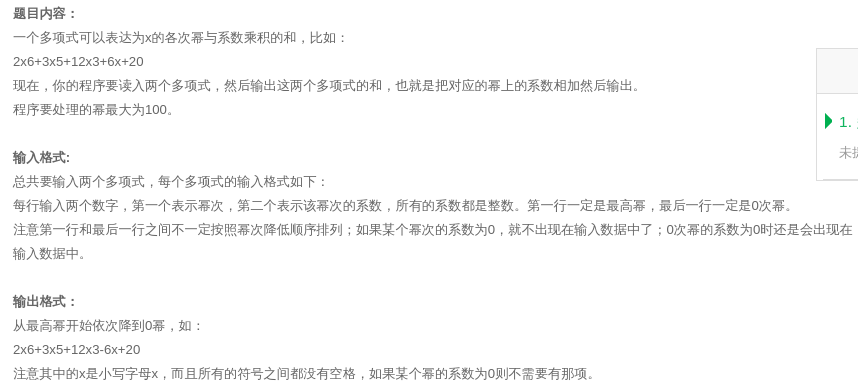 题目内容：
一个多项式可以表达为x的各次幂与系数乘积的和，比如：
2x6+3x5+12x3+6x+20
现在，你的程序要读入两个多项式，然后输出这两个多项式的和，也就是把对应的幂上的系数相加然后输出。
程序要处理的幂最大为100。
输入格式:
总共要输入两个多项式，每个多项式的输入格式如下：
每行输入两个数字，第一个表示幂次，第二个表示该幂次的系数，所有的系数都是整数。第一行一定是最高幂，最后一行一定是0次幂。
注意第一行和最后一行之间不一定按照幂次降低顺序排列；如果某个幂次的系数为0，就不出现在输入数据中了；0次幂的系数为0时还是会出现在
输入数据中。
输出格式：
从最高幂开始依次降到0幂，如：
2x6+3x5+12x3-6x+20
注意其中的x是小写字母x，而且所有的符号之间都没有空格，如果某个幂的系数为0则不需要有那项。
1.
未